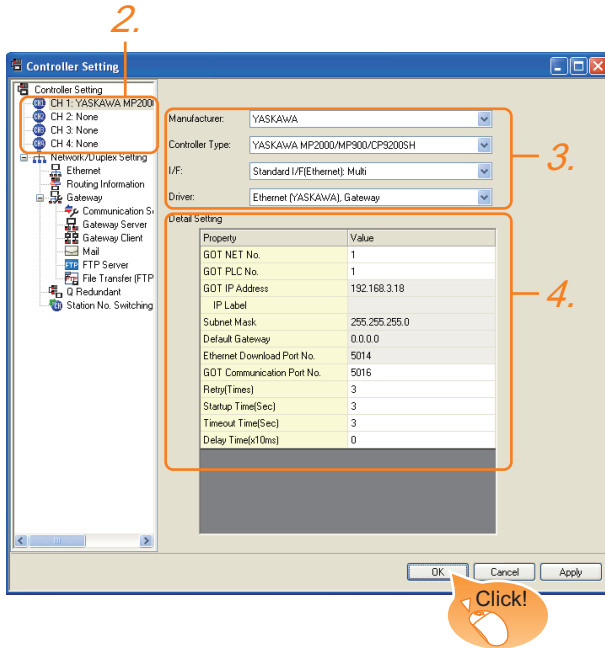 2.
Controller Setting
Controller Setting
CH 1: YASKAWA MP200
CH 2: None
CH 3: None
CH 4: None
Network/Duplex Setting
Ethernet
Routing Information
Gateway
Communication S
Gateway Server
Gateway Client
Mail
FTP Server
File Transfer (FTP
Q Redundant
Station No. Switching
Manufacturer: YASKAWA
Controller Type: YASKAWA MP2000/MP900/CP9200SH
I/F: Standard I/F(Ethernet): Multi
Driver: Ethernet (YASKAWA), Gateway
3.
Detail Setting
Property Value
GOT NET No. 1
GOT PLC No. 1
GOT IP Address 192.168.3.18
IP Label
Subnet Mask 255.255.255.0
Default Gateway 0.0.0.0
Ethernet Download Port No. 5014
GOT Communication Port No. 5016
Retry(Times) 3
Startup Time(Sec) 3
Timeout Time(Sec) 3
Delay Time(x10ms) 0
4.
OK Cancel Apply
Click!